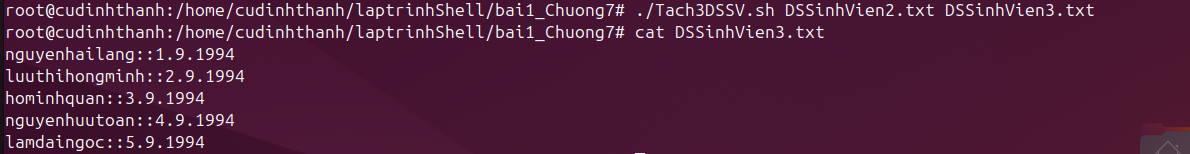 root@cudinhthanh:/home/cudinhthanh/laptrinhShell/bai1_Chuong7# ./Tach3DSSV.sh DSSinhVien2.txt DSSinhVien3.txt
root@cudinhthanh:/home/cudinhthanh/laptrinhShell/bai1_Chuong7# cat DSSinhVien3.txt
nguyenhailang::1.9.1994
luuthihongminh::2.9.1994
hominhquan::3.9.1994
nguyenhuutoan::4.9.1994
lamdaingoc::5.9.1994